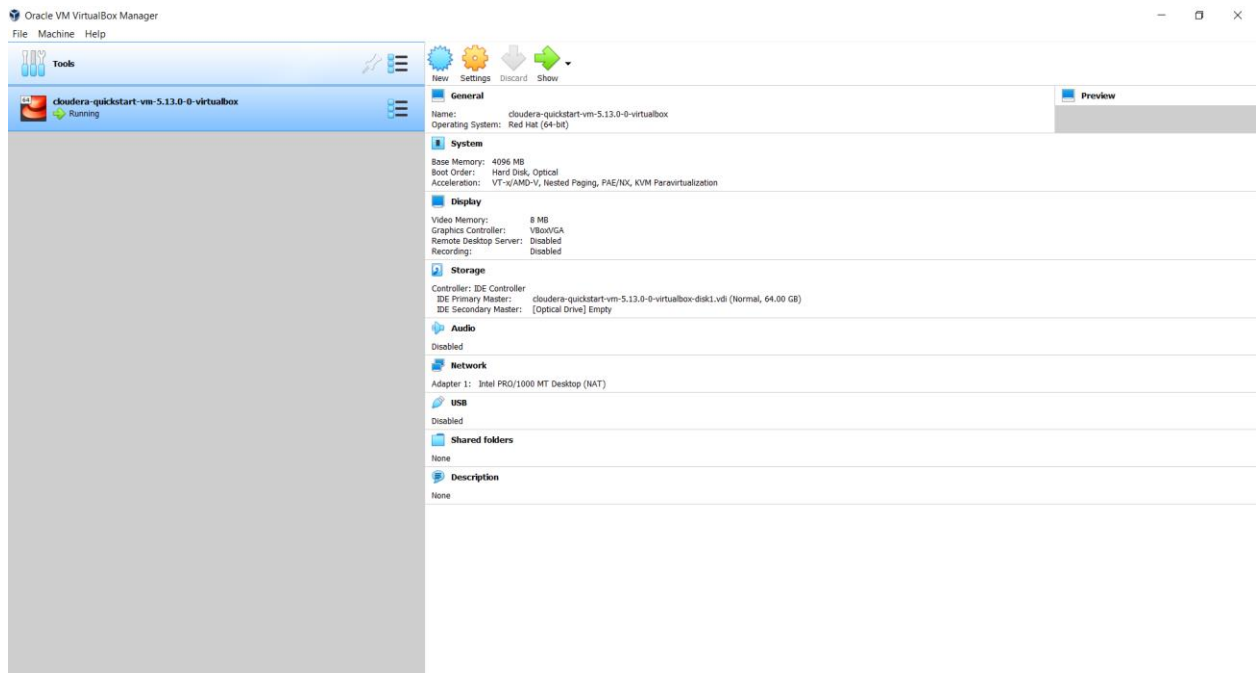 Oracle VM VirtualBox Manager
File Machine Help
Tools
New Settings Discard Show
64
cloudera-quickstart-vm-5.13.0-0-virtualbox
Running
General
Name: cloudera-quickstart-vm-5.13.0-0-virtualbox
Operating System: Red Hat (64-bit)
Preview
System
Base Memory: 4096 MB
Boot Order: Hard Disk, Optical
Acceleration: VT-x/AMD-V, Nested Paging, PAE/NX, KVM Paravirtualization
Display
Video Memory: 8 MB
Graphics Controller: VBoxVGA
Remote Desktop Server: Disabled
Recording: Disabled
Storage
Controller: IDE Controller
IDE Primary Master: cloudera-quickstart-vm-5.13.0-0-virtualbox-disk1.vdi (Normal, 64.00 GB)
IDE Secondary Master: [Optical Drive] Empty
Audio
Disabled
Network
Adapter 1: Intel PRO/1000 MT Desktop (NAT)
USB
Disabled
Shared folders
None
Description
None